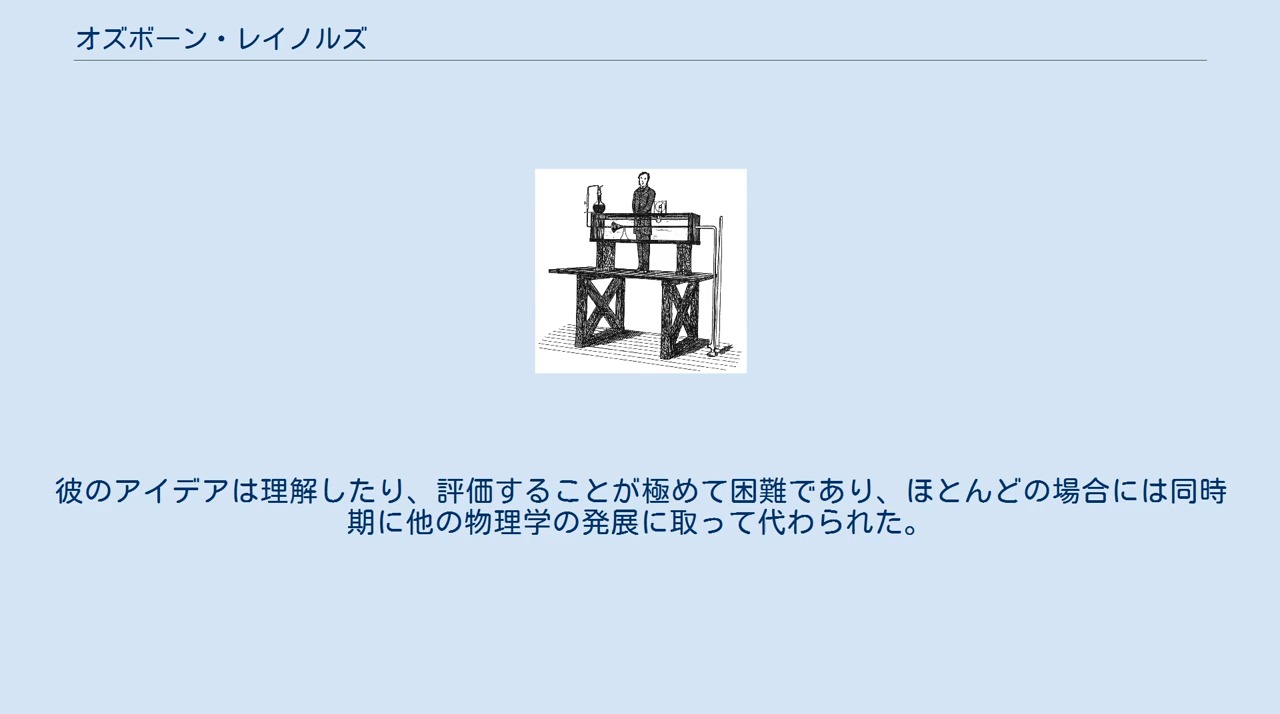 オズボーン・レイノルズ
彼のアイデアは理解したり、評価することが極めて困難であり、ほとんどの場合には同時
期に他の物理学の発展に取って代わられた。